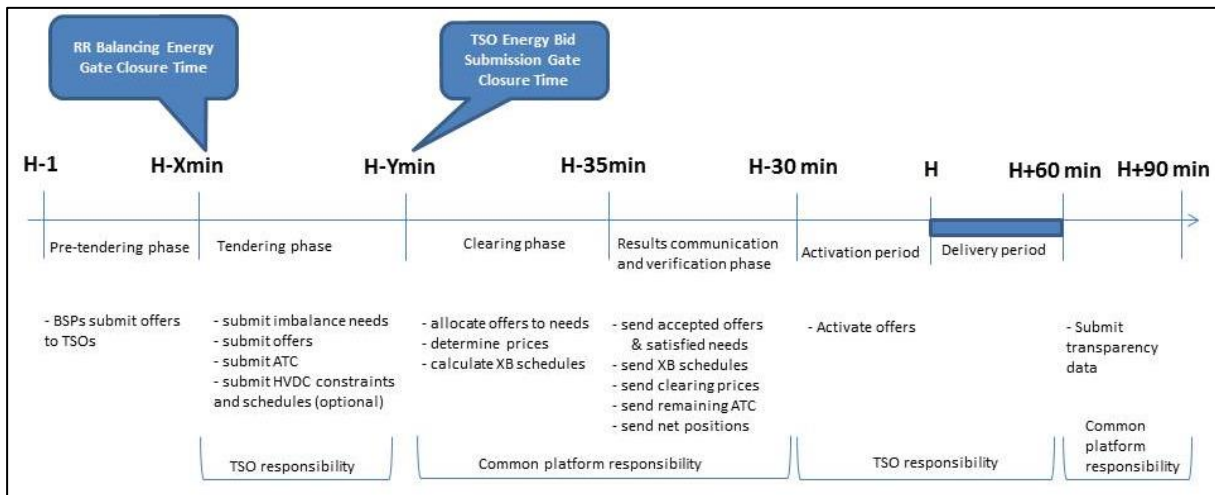 RR Balancing Energy
Gate Closure Time
TSO Energy Bid
Submission Gate
Closure Time
H-1
H-Xmin
H-Ymin
H-35min
H-30 min
H
H+60 min
H+90 min
Pre-tendering phase
Tendering phase
Clearing phase
Results communication
and verification phase
Activation period
Delivery period
- BSPs submit offers
to TSOs
- submit imbalance needs
- submit offers
- submit ATC
- submit HVDC constraints
and schedules (optional)
- allocate offers to needs
- determine prices
- calculate XB schedules
- send accepted offers
& satisfied needs
- send XB schedules
- send clearing prices
- send remaining ATC
- send net positions
- Activate offers
- Submit
transparency
data
TSO responsibility
Common platform responsibility
TSO responsibility
Common
platform
responsibility